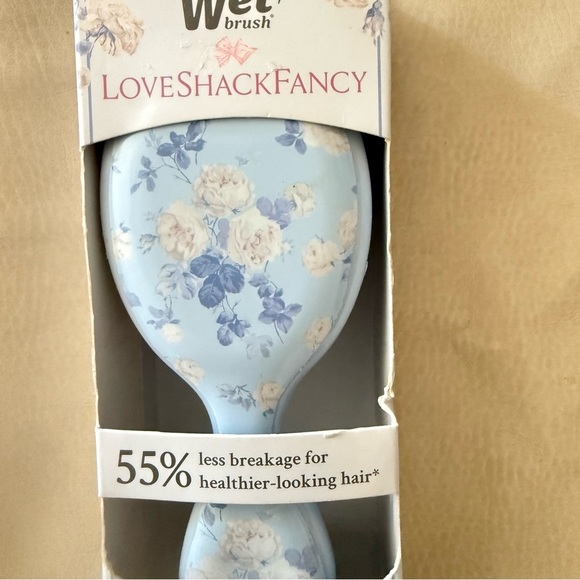 Wet
brush®
LOVESHACKFANCY
55% less breakage for
healthier-looking hair*